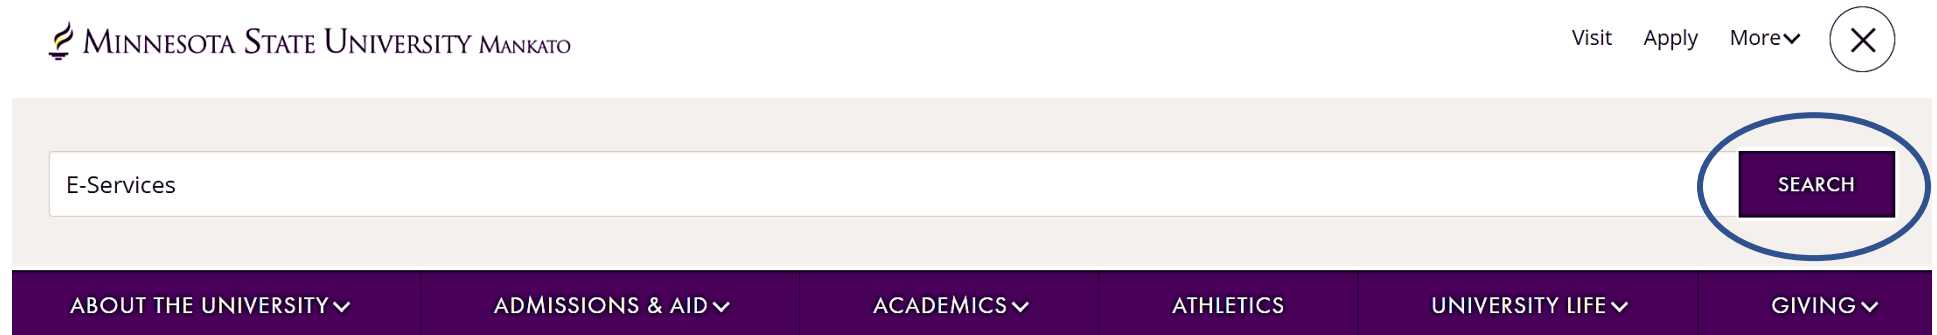 MINNESOTA STATE UNIVERSITY MANKATO
Visit Apply More
E-Services SEARCH
ABOUT THE UNIVERSITY ADMISSIONS & AID ACADEMICS ATHLETICS UNIVERSITY LIFE GIVING